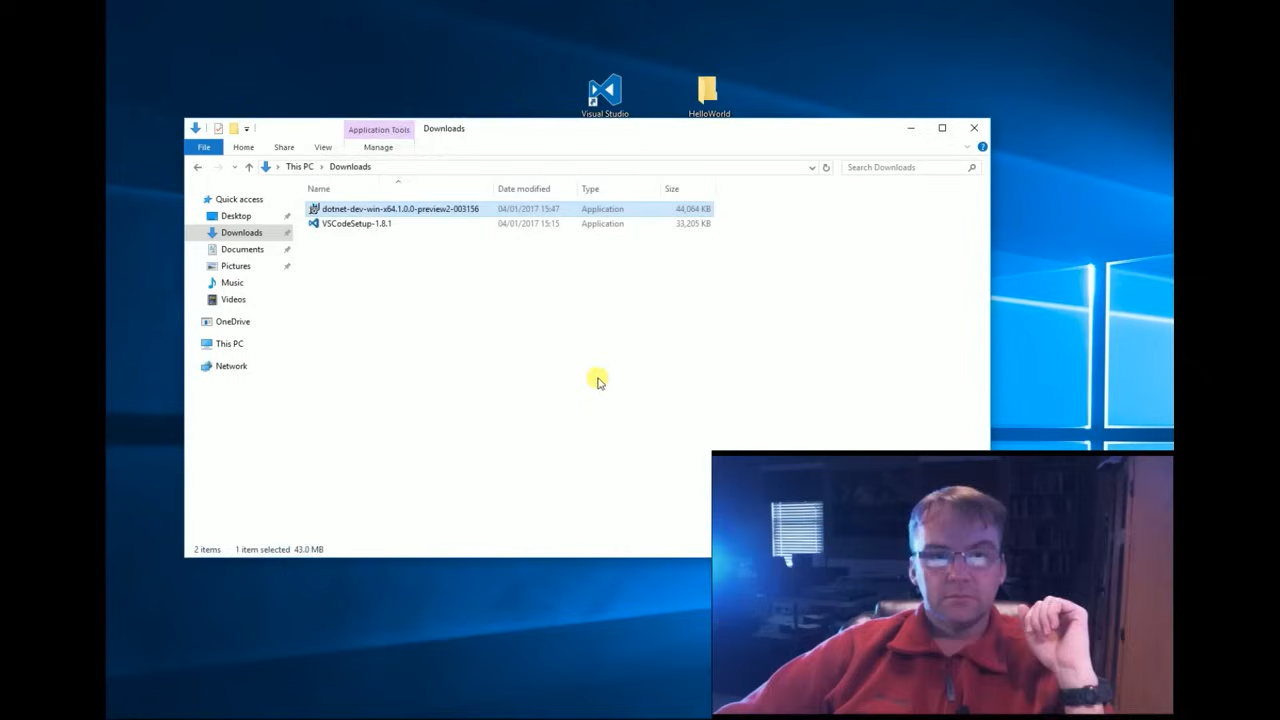 Visual Studio
HelloWorld
Application Tools
Downloads
File
Home
Share
View
Manage
This PC > Downloads
Search Downloads
Name
Date modified
Type
Size
Quick access
Desktop
Downloads
Documents
Pictures
Music
Videos
OneDrive
This PC
Network
dotnet-dev-win-x64.1.0.0-preview2-003156 04/01/2017 15:47 Application 44,064 KB
VSCodeSetup-1.8.1 04/01/2017 15:15 Application 33,205 KB
2 items 1 item selected 43.0 MB